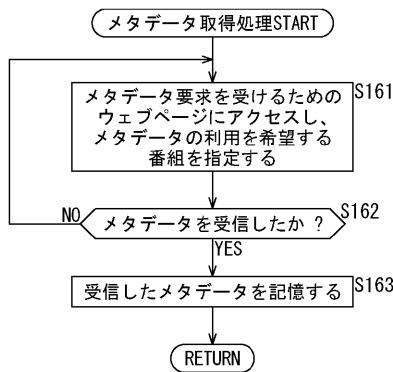 メタデータ取得処理START
S161
メタデータ要求を受けるための
ウェブページにアクセスし、
メタデータの利用を希望する
番組を指定する
S162
メタデータを受信したか ?
NO
YES
S163
受信したメタデータを記憶する
RETURN